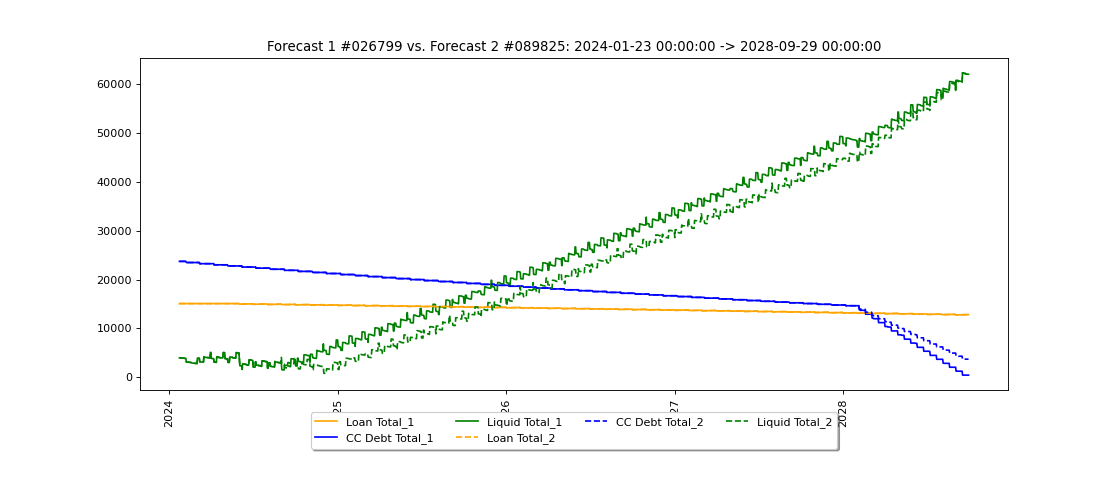 Forecast 1 #026799 vs. Forecast 2 #089825: 2024-01-23 00:00:00 -> 2028-09-29 00:00:00
60000
50000
40000
30000
20000
10000
0
2024
25
26
27
2028
Loan Total_1
Liquid Total_1
CC Debt Total_2
Liquid Total_2
CC Debt Total_1
Loan Total_2